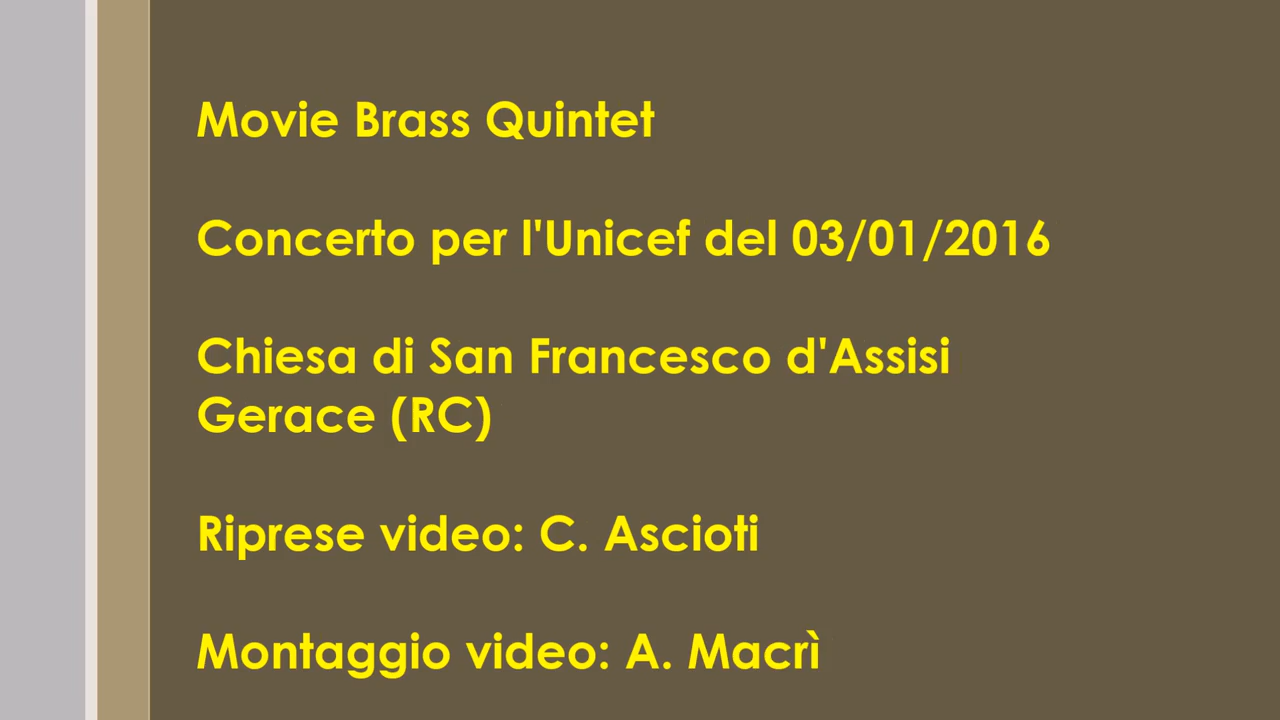 Movie Brass Quintet
Concerto per l'Unicef del 03/01/2016
Chiesa di San Francesco d'Assisi
Gerace (RC)
Riprese video: C. Ascioti
Montaggio video: A. Macrì